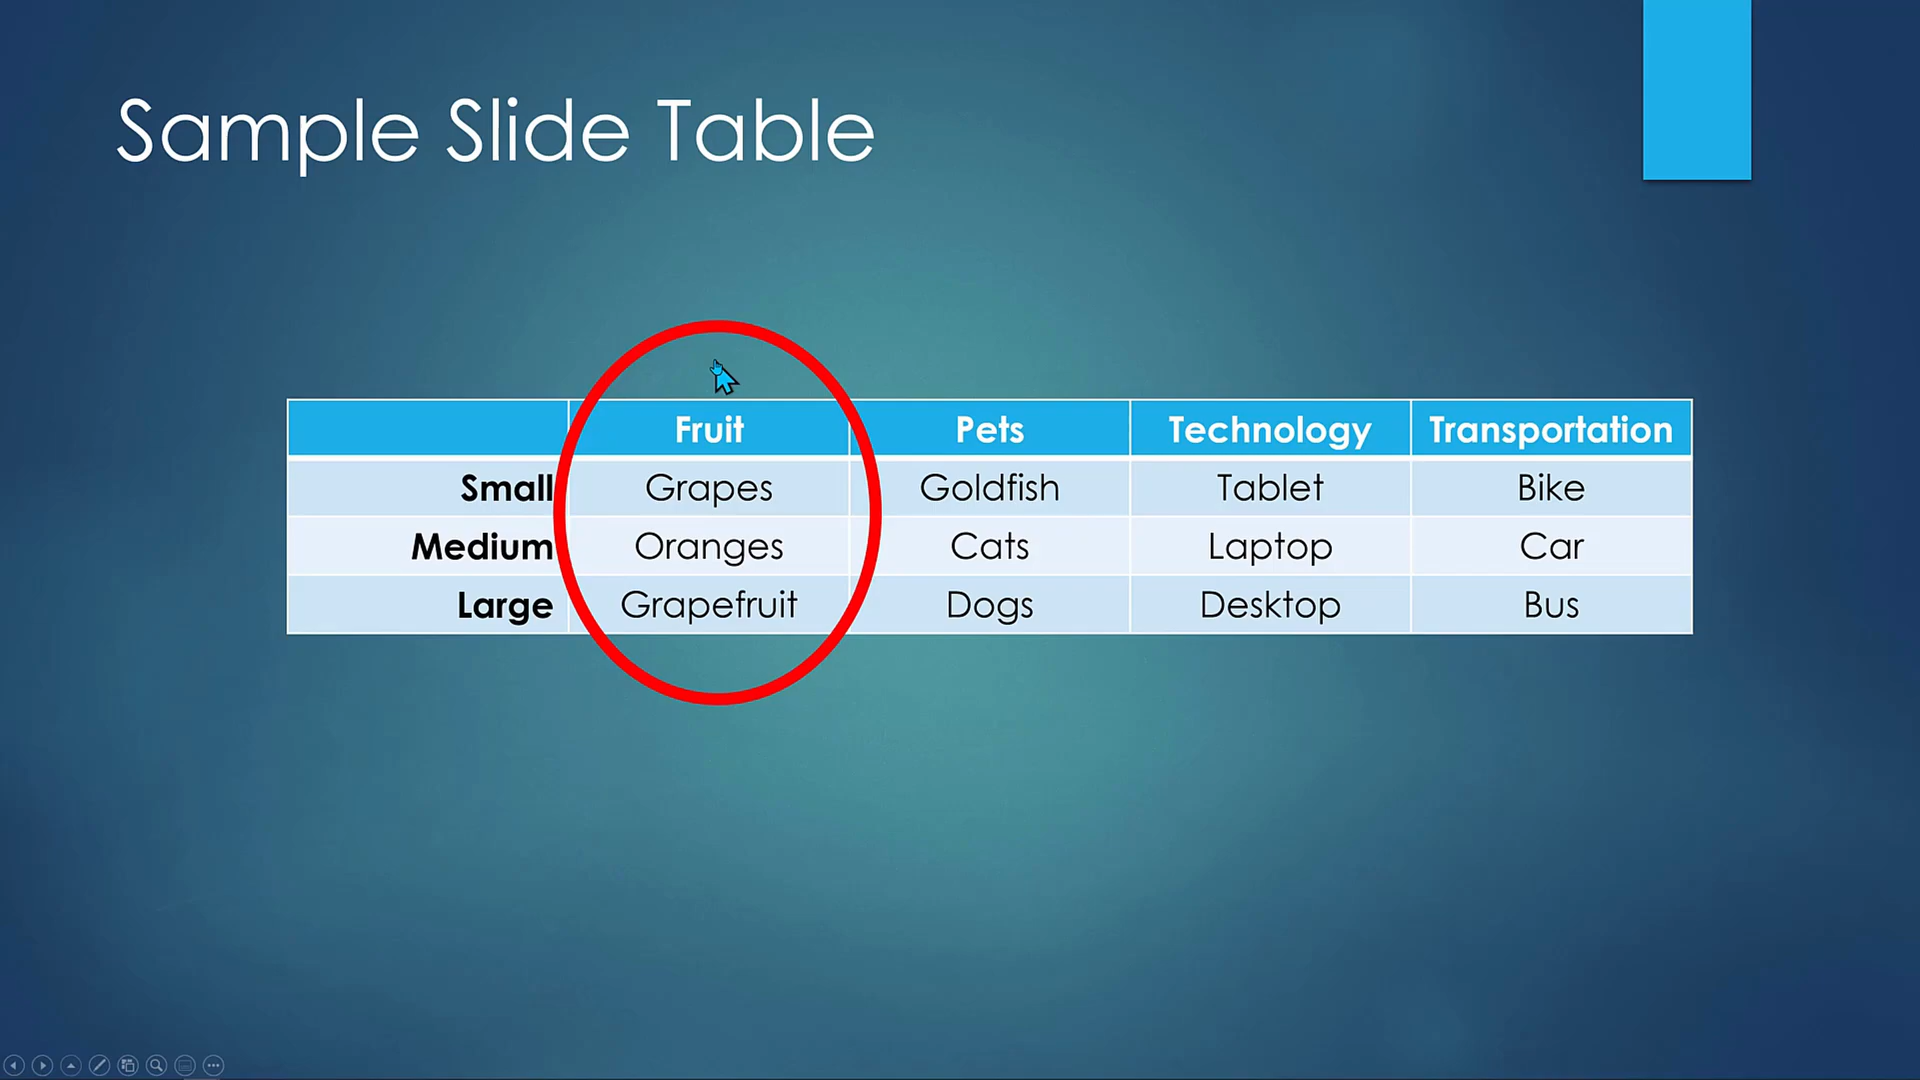 Sample Slide Table
Fruit Pets Technology Transportation
Small Grapes Goldfish Tablet Bike
Medium Oranges Cats Laptop Car
Large Grapefruit Dogs Desktop Bus